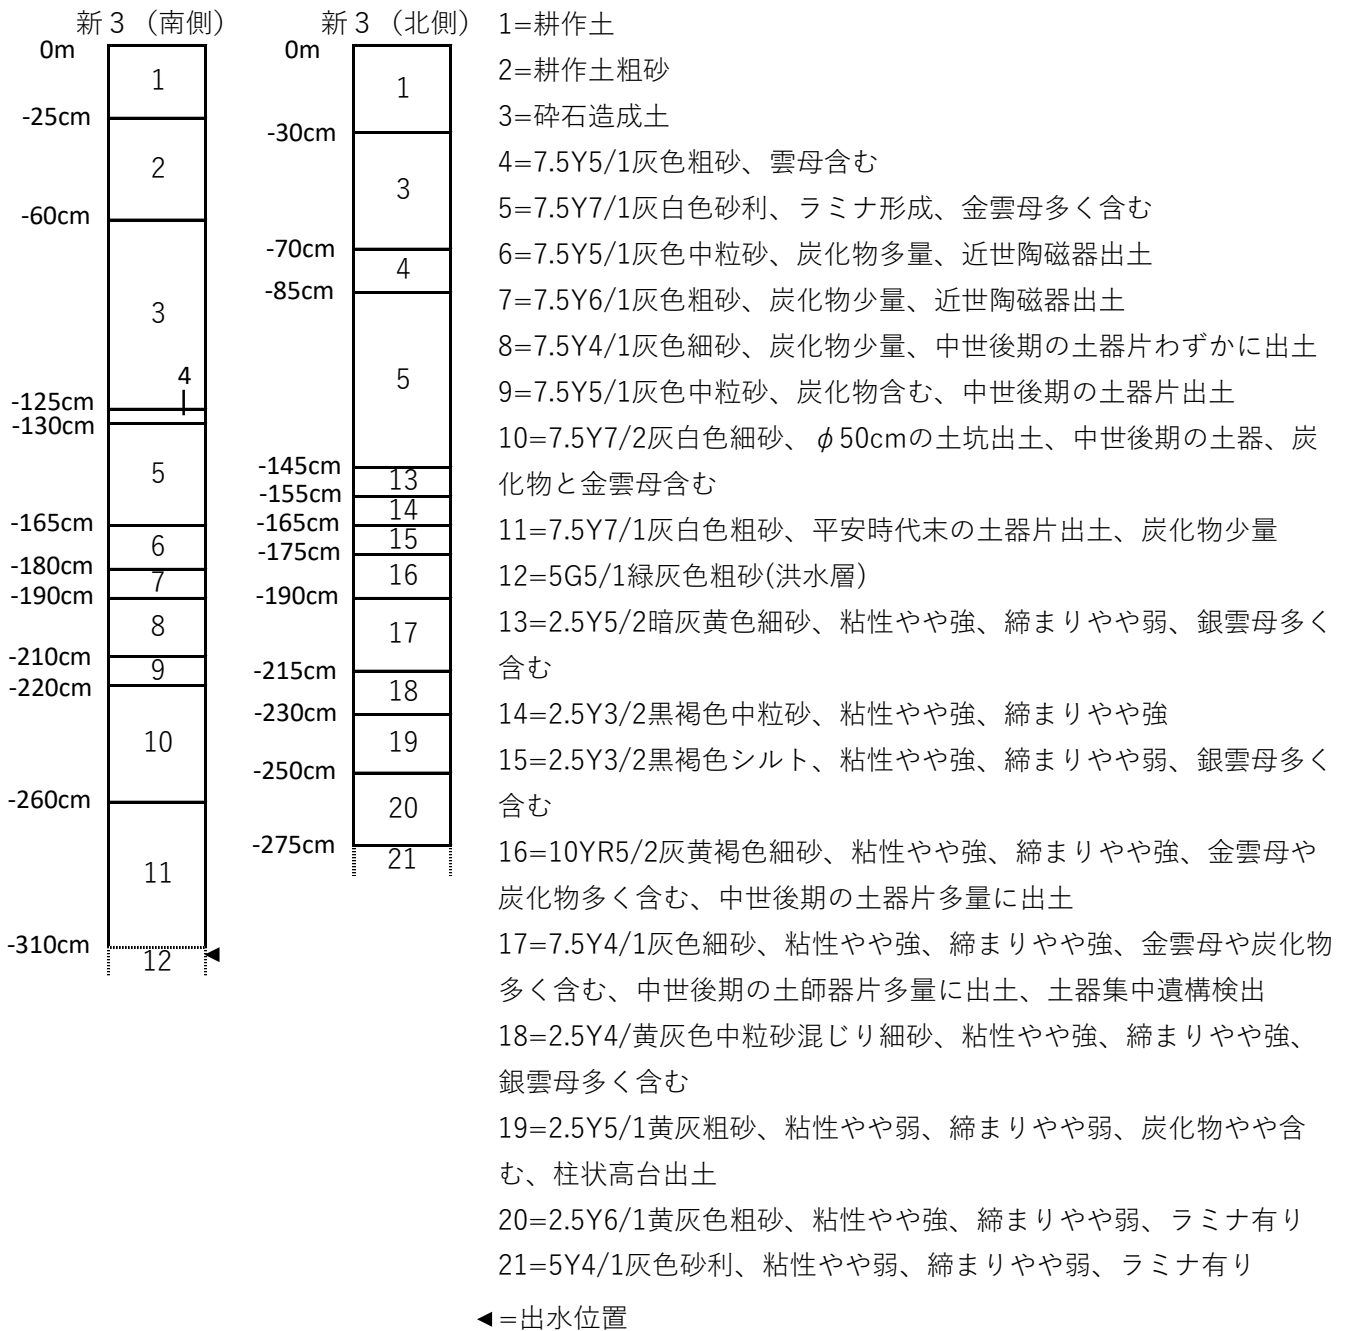 新３（南側）
0m
1
-25cm
2
-60cm
3
4
-125cm
-130cm
5
-165cm
6
-180cm
7
-190cm
8
-210cm
9
-220cm
10
-260cm
11
-310cm
12
新３（北側）
0m
1
-30cm
3
-70cm
4
-85cm
5
-145cm
13
-155cm
14
-165cm
15
-175cm
16
-190cm
17
-215cm
18
-230cm
19
-250cm
20
-275cm
21
1=耕作土
2=耕作土粗砂
3=砕石造成土
4=7.5Y5/1灰色粗砂、雲母含む
5=7.5Y7/1灰白色砂利、ラミナ形成、金雲母多く含む
6=7.5Y5/1灰色中粒砂、炭化物多量、近世陶磁器出土
7=7.5Y6/1灰色粗砂、炭化物少量、近世陶磁器出土
8=7.5Y4/1灰色細砂、炭化物少量、中世後期の土器片わずかに出土
9=7.5Y5/1灰色中粒砂、炭化物含む、中世後期の土器片出土
10=7.5Y7/2灰白色細砂、φ50cmの土坑出土、中世後期の土器、炭
化物と金雲母含む
11=7.5Y7/1灰白色粗砂、平安時代末の土器片出土、炭化物少量
12=5G5/1緑灰色粗砂(洪水層)
13=2.5Y5/2暗灰黄色細砂、粘性やや強、締まりやや弱、銀雲母多く
含む
14=2.5Y3/2黒褐色中粒砂、粘性やや強、締まりやや強
15=2.5Y3/2黒褐色シルト、粘性やや強、締まりやや弱、銀雲母多く
含む
16=10YR5/2灰黄褐色細砂、粘性やや強、締まりやや強、金雲母や
炭化物多く含む、中世後期の土器片多量に出土
17=7.5Y4/1灰色細砂、粘性やや強、締まりやや強、金雲母や炭化物
多く含む、中世後期の土師器片多量に出土、土器集中遺構検出
18=2.5Y4/黄灰色中粒砂混じり細砂、粘性やや強、締まりやや強、
銀雲母多く含む
19=2.5Y5/1黄灰粗砂、粘性やや弱、締まりやや弱、炭化物やや含
む、柱状高台出土
20=2.5Y6/1黄灰色粗砂、粘性やや強、締まりやや弱、ラミナ有り
21=5Y4/1灰色砂利、粘性やや弱、締まりやや弱、ラミナ有り
◄=出水位置